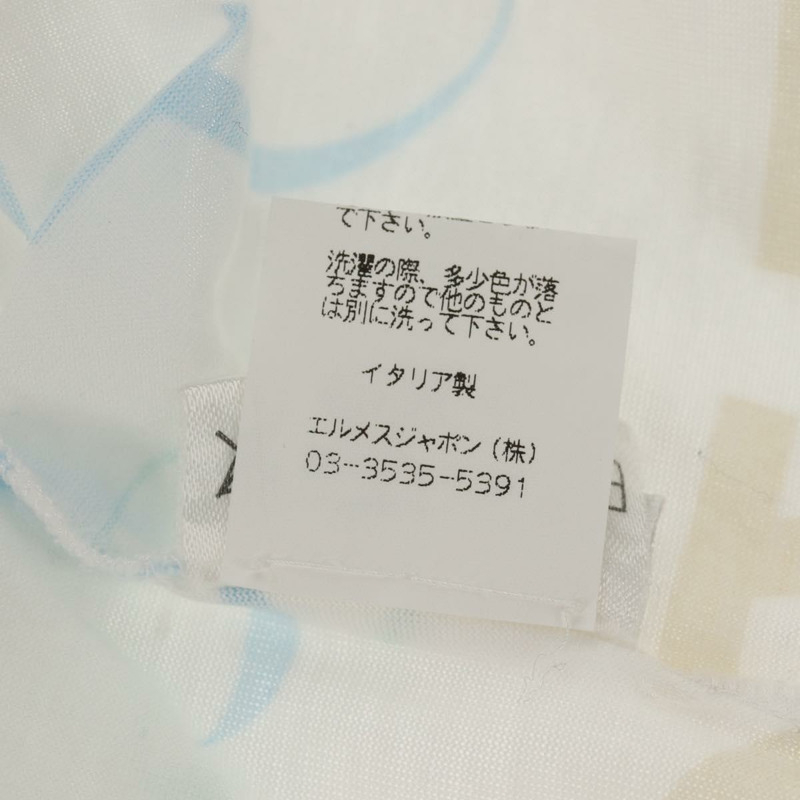 で下さい。
洗濯の際、多少色が落
ちますので他のものと
は別に洗って下さい。
イタリア製
エルメスジャポン（株）
03-3535-5391